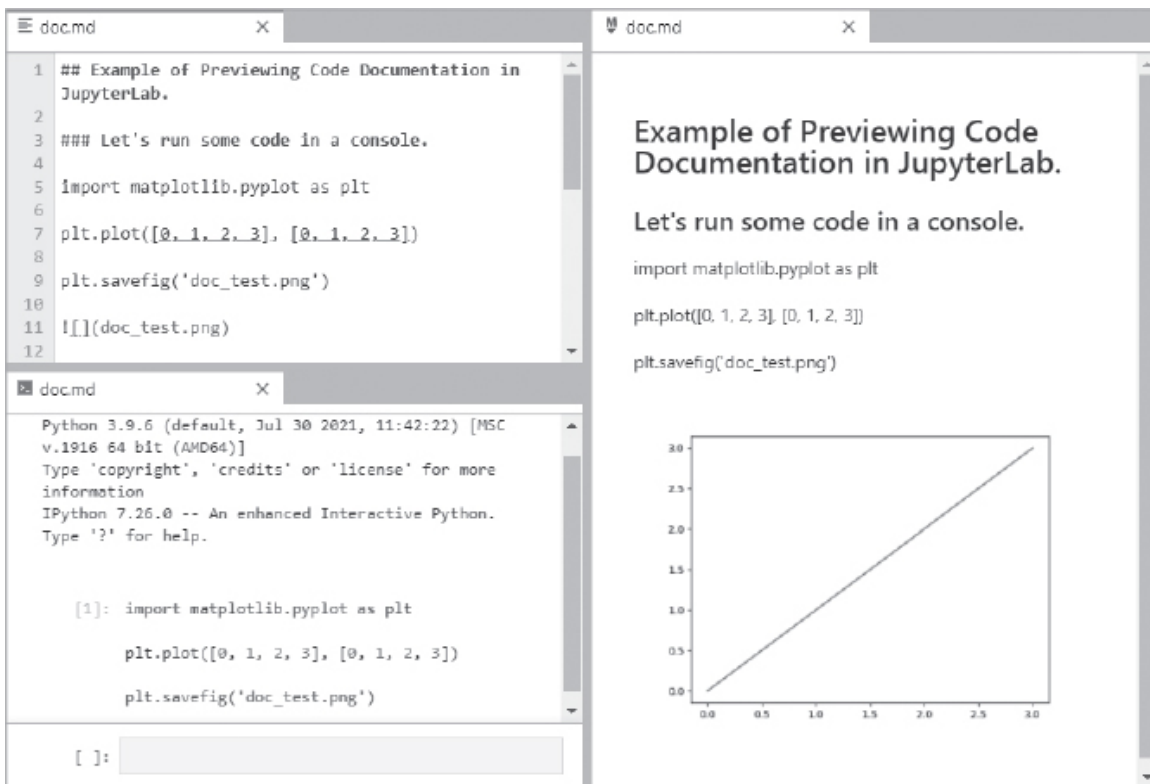 doc.md
1 ## Example of Previewing Code Documentation in
JupyterLab.
2
3 ### Let's run some code in a console.
4
5 import matplotlib.pyplot as plt
6
7 plt.plot([0, 1, 2, 3], [0, 1, 2, 3])
8
9 plt.savefig('doc_test.png')
10
11 ![](doc_test.png)
12
doc.md
Python 3.9.6 (default, Jul 30 2021, 11:42:22) [MSC
v.1916 64 bit (AMD64)]
Type 'copyright', 'credits' or 'license' for more
information
IPython 7.26.0 -- An enhanced Interactive Python.
Type '?' for help.
[1]: import matplotlib.pyplot as plt
plt.plot([0, 1, 2, 3], [0, 1, 2, 3])
plt.savefig('doc_test.png')
[ ]:
doc.md
Example of Previewing Code
Documentation in JupyterLab.
Let's run some code in a console.
import matplotlib.pyplot as plt
plt.plot([0, 1, 2, 3], [0, 1, 2, 3])
plt.savefig('doc_test.png')
3.0
2.5
2.0
1.5
1.0
0.5
0.0
0.0 0.5 1.0 1.5 2.0 2.5 3.0